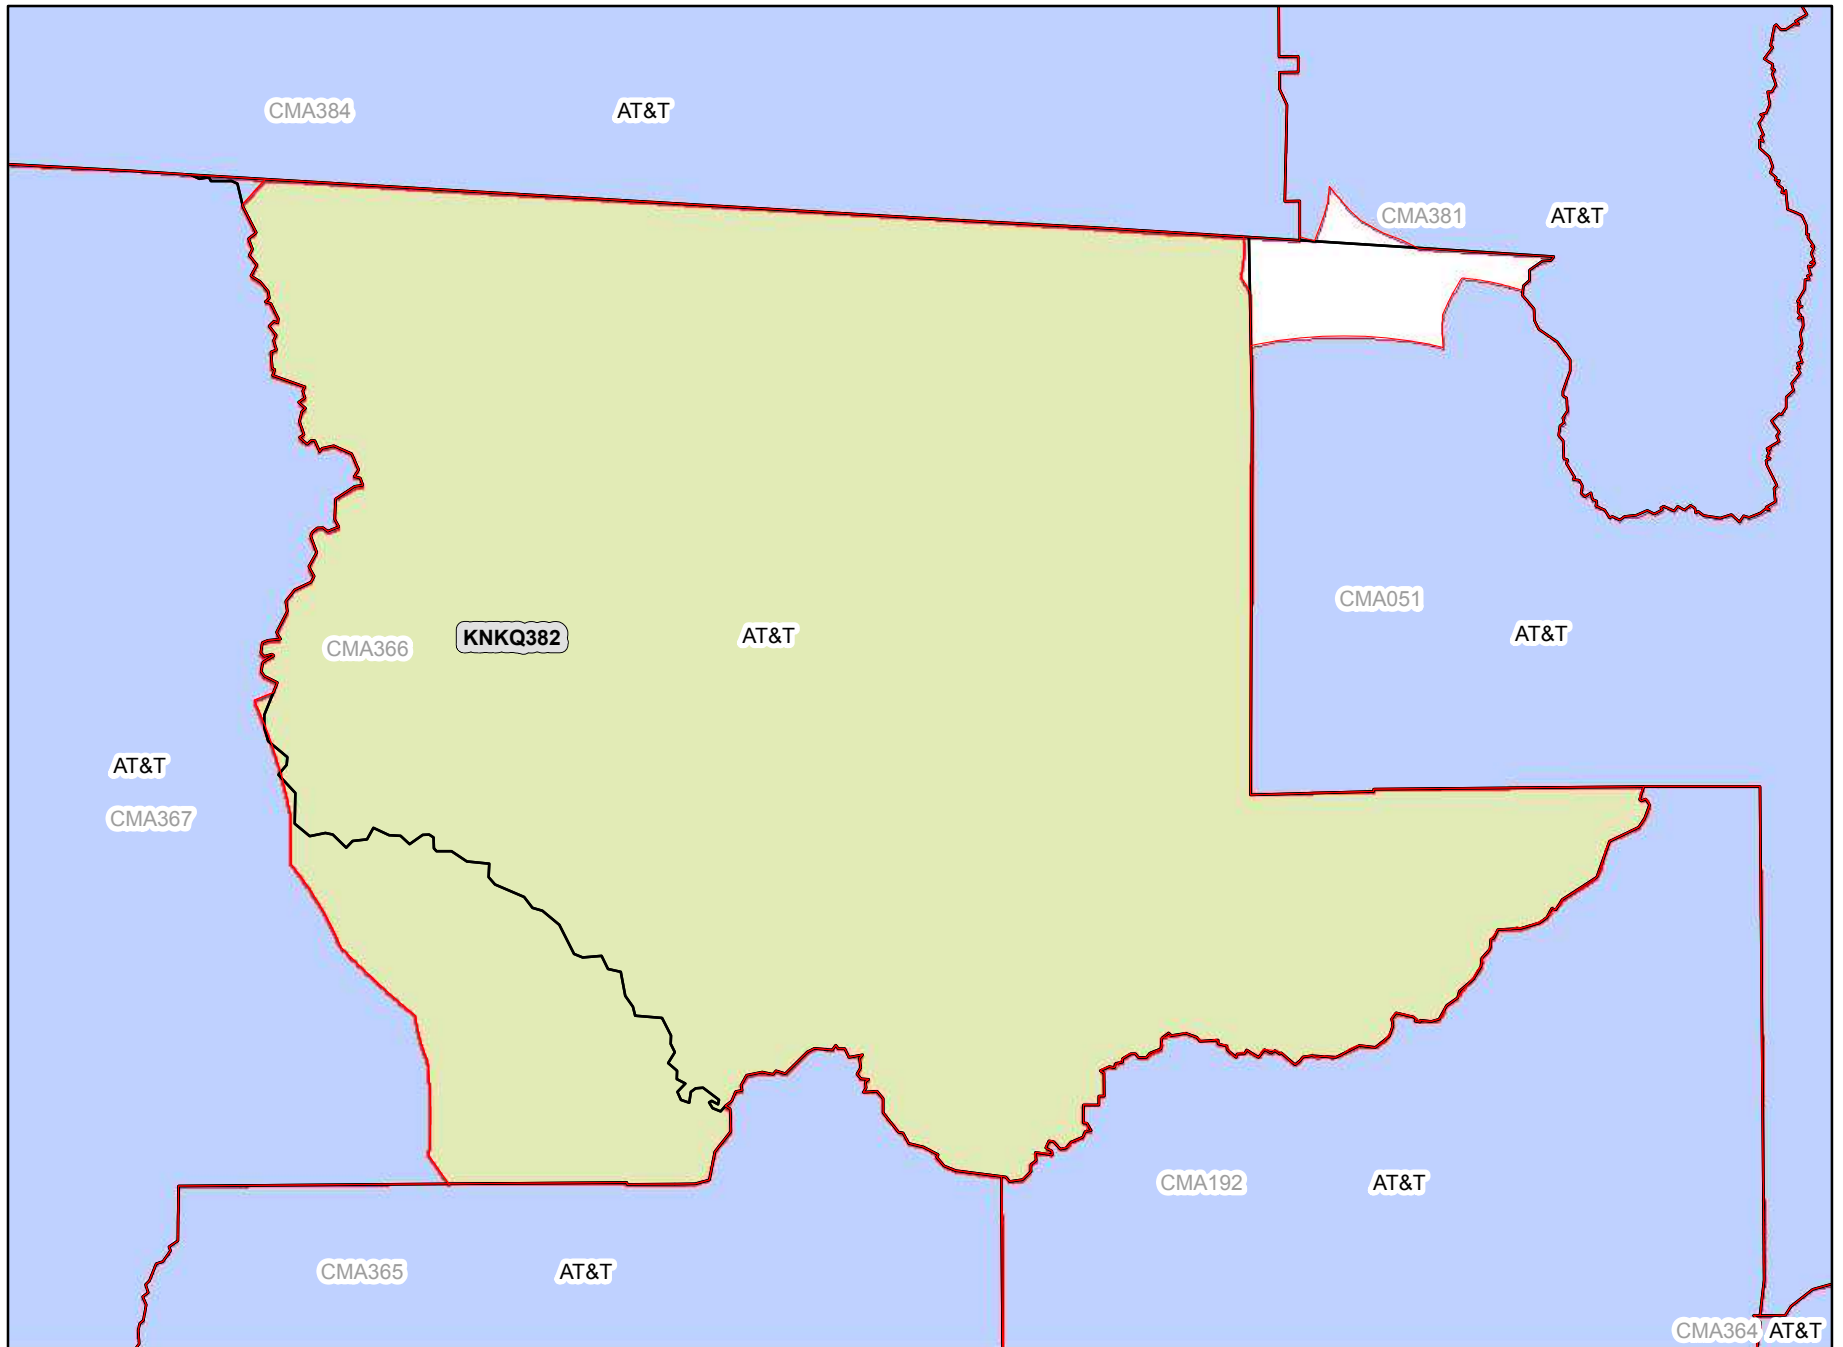 CMA384 AT&T
CMA381 AT&T
CMA051
AT&T
CMA366 KNKQ382 AT&T
AT&T
CMA367
CMA192 AT&T
CMA365 AT&T
CMA364 AT&T